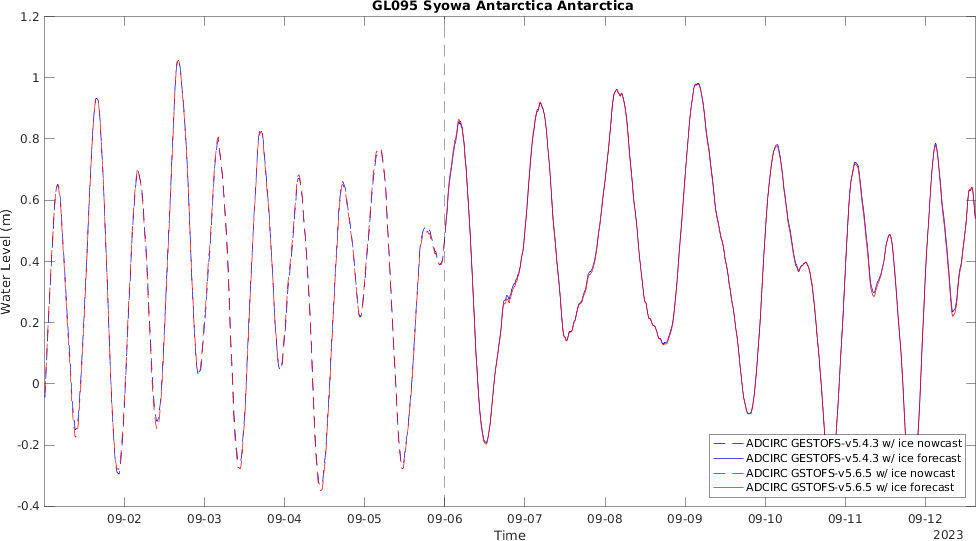 GL095 Syowa Antarctica Antarctica
1.2
1
0.8
0.6
0.4
0.2
0
-0.2
-0.4
Water Level (m)
ADCIRC GESTOFS-v5.4.3 w/ ice nowcast
ADCIRC GESTOFS-v5.4.3 w/ ice forecast
ADCIRC GSTOFS-v5.6.5 w/ ice nowcast
ADCIRC GSTOFS-v5.6.5 w/ ice forecast
09-02 09-03 09-04 09-05 09-06 09-07 09-08 09-09 09-10 09-11 09-12
Time
2023